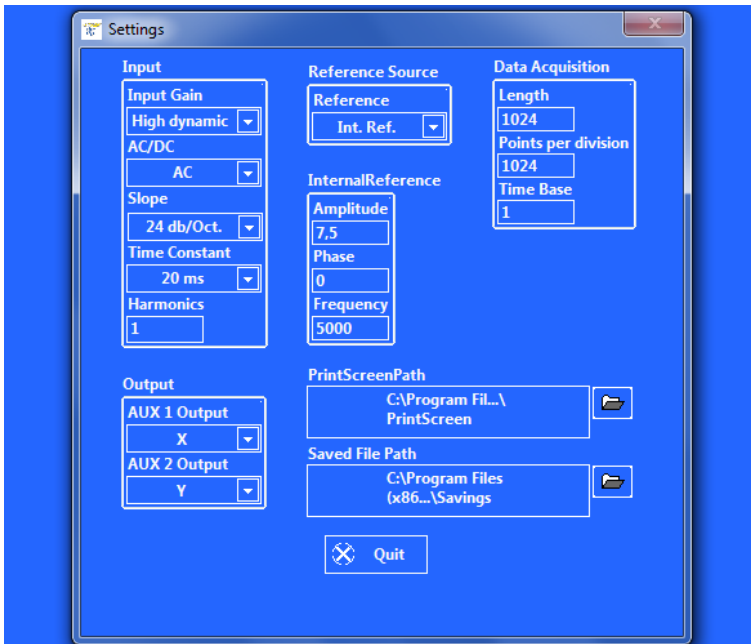 Settings
Input
Input Gain
High dynamic
AC/DC
AC
Slope
24 db/Oct.
Time Constant
20 ms
Harmonics
1
Reference Source
Reference
Int. Ref.
InternalReference
Amplitude
7,5
Phase
0
Frequency
5000
Data Acquisition
Length
1024
Points per division
1024
Time Base
1
Output
AUX 1 Output
X
AUX 2 Output
Y
PrintScreenPath
C:\Program Fil...\
PrintScreen
Saved File Path
C:\Program Files
(x86...\Savings
Quit